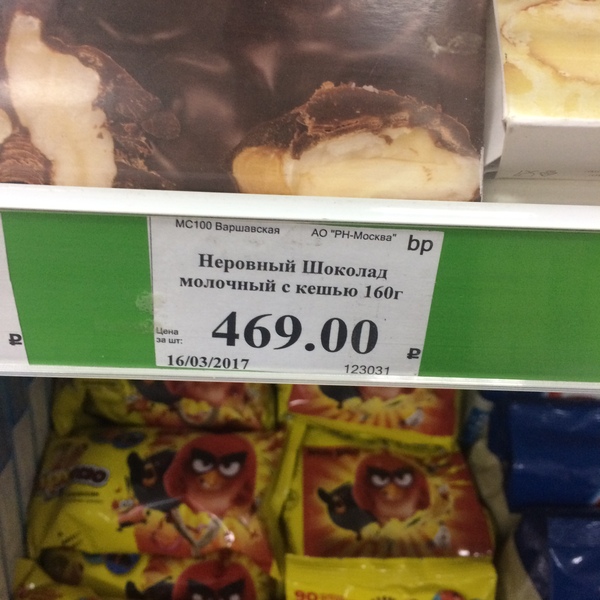 МС100 Варшавская АО "РН-Москва" bp
Неровный Шоколад
молочный с кешью 160г
Цена
за шт:
469.00
₽
16/03/2017
123031
₽
90